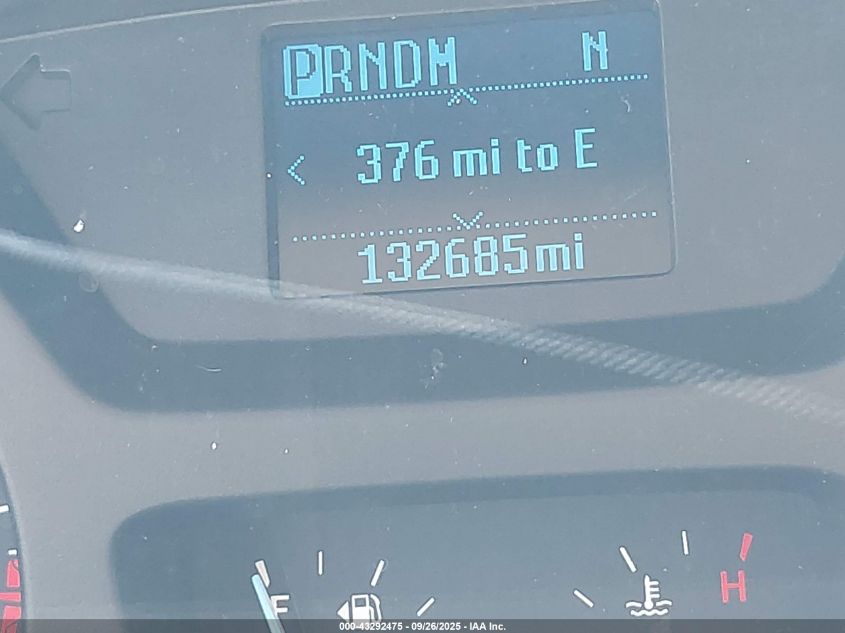 PRNDM N
< 376 mi to E
132685mi
F
H
000-43292475 - 09/26/2025 - IAA Inc.